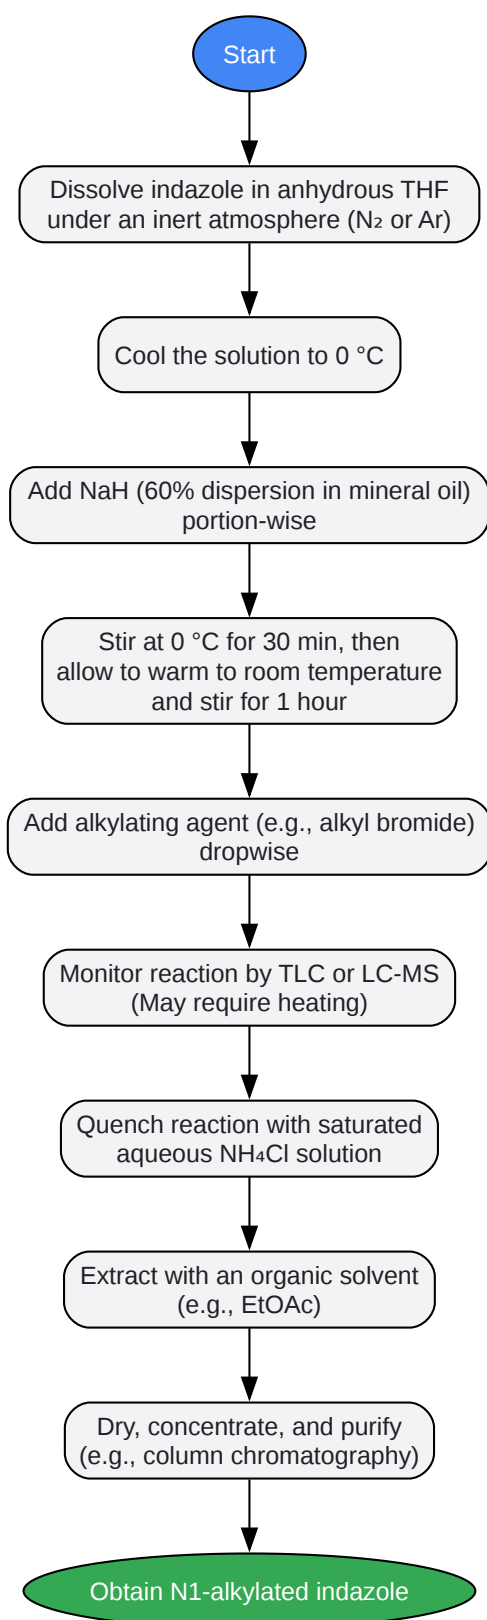 Start
Dissolve indazole in anhydrous THF
under an inert atmosphere (N₂ or Ar)
Cool the solution to 0 °C
Add NaH (60% dispersion in mineral oil)
portion-wise
Stir at 0 °C for 30 min, then
allow to warm to room temperature
and stir for 1 hour
Add alkylating agent (e.g., alkyl bromide)
dropwise
Monitor reaction by TLC or LC-MS
(May require heating)
Quench reaction with saturated
aqueous NH₄Cl solution
Extract with an organic solvent
(e.g., EtOAc)
Dry, concentrate, and purify
(e.g., column chromatography)
Obtain N1-alkylated indazole